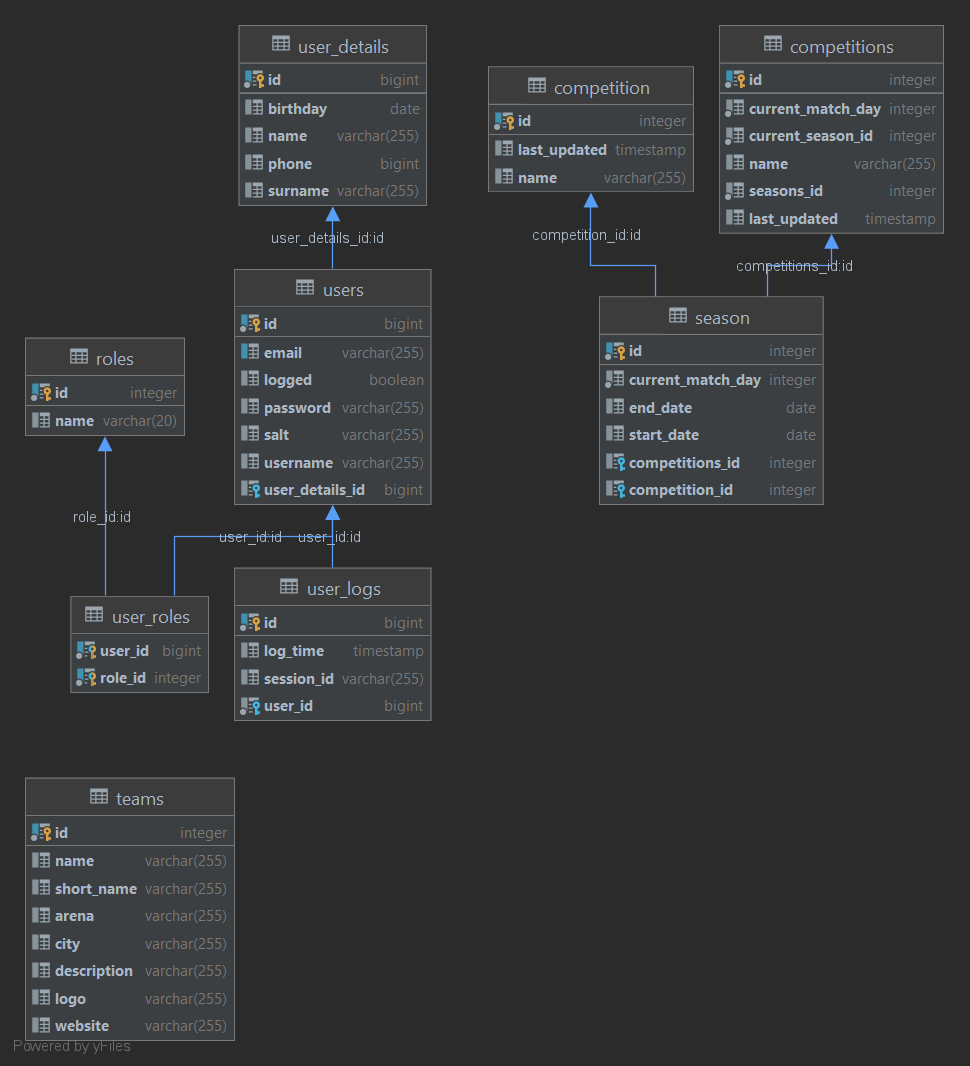 user_details
id bigint
birthday date
name varchar(255)
phone bigint
surname varchar(255)
competition
id integer
last_updated timestamp
name varchar(255)
competitions
id integer
current_match_day integer
current_season_id integer
name varchar(255)
seasons_id integer
last_updated timestamp
user_details_id:id
competition_id:id
competitions_id:id
users
id bigint
email varchar(255)
logged boolean
password varchar(255)
salt varchar(255)
username varchar(255)
user_details_id bigint
season
id integer
current_match_day integer
end_date date
start_date date
competitions_id integer
competition_id integer
roles
id integer
name varchar(20)
role_id:id
user_id:id
user_id:id
user_roles
user_id bigint
role_id integer
user_logs
id bigint
log_time timestamp
session_id varchar(255)
user_id bigint
teams
id integer
name varchar(255)
short_name varchar(255)
arena varchar(255)
city varchar(255)
description varchar(255)
logo varchar(255)
website varchar(255)
Powered by yFiles